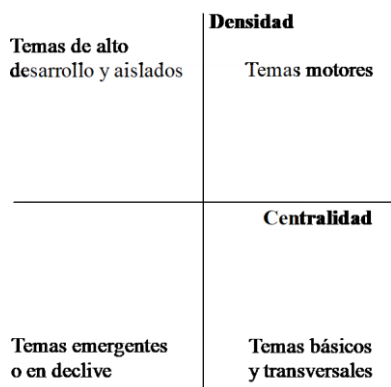 Densidad
Temas de alto
desarrollo y aislados
Temas motores
Centralidad
Temas emergentes
o en declive
Temas básicos
y transversales